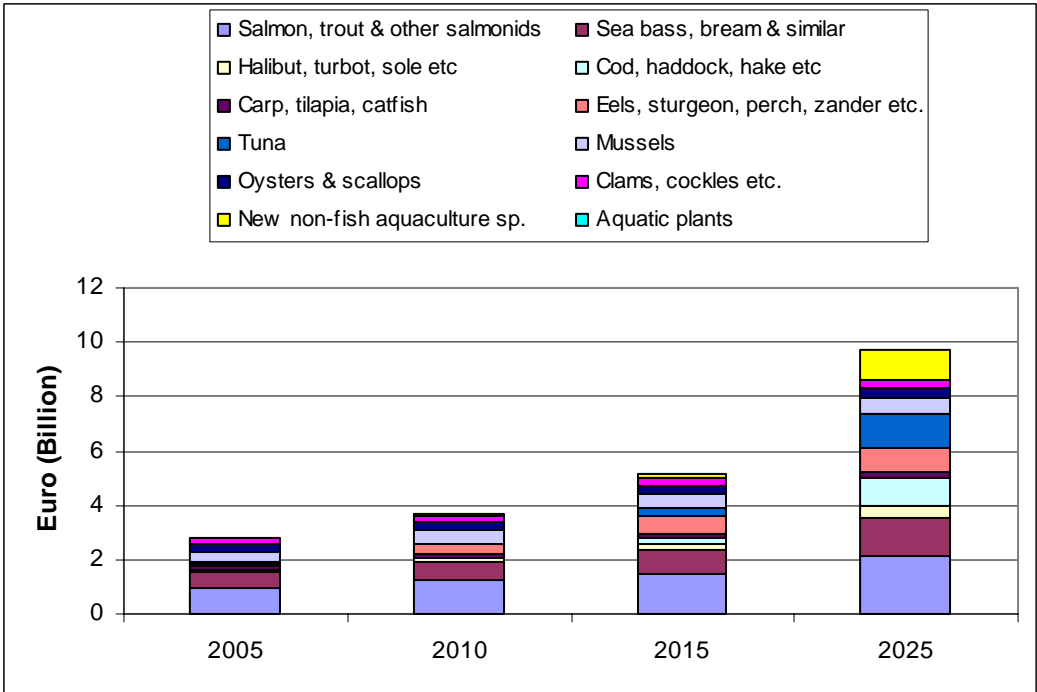 Salmon, trout & other salmonids
Sea bass, bream & similar
Halibut, turbot, sole etc
Cod, haddock, hake etc
Carp, tilapia, catfish
Eels, sturgeon, perch, zander etc.
Tuna
Mussels
Oysters & scallops
Clams, cockles etc.
New non-fish aquaculture sp.
Aquatic plants
Euro (Billion)
12
10
8
6
4
2
0
2005
2010
2015
2025